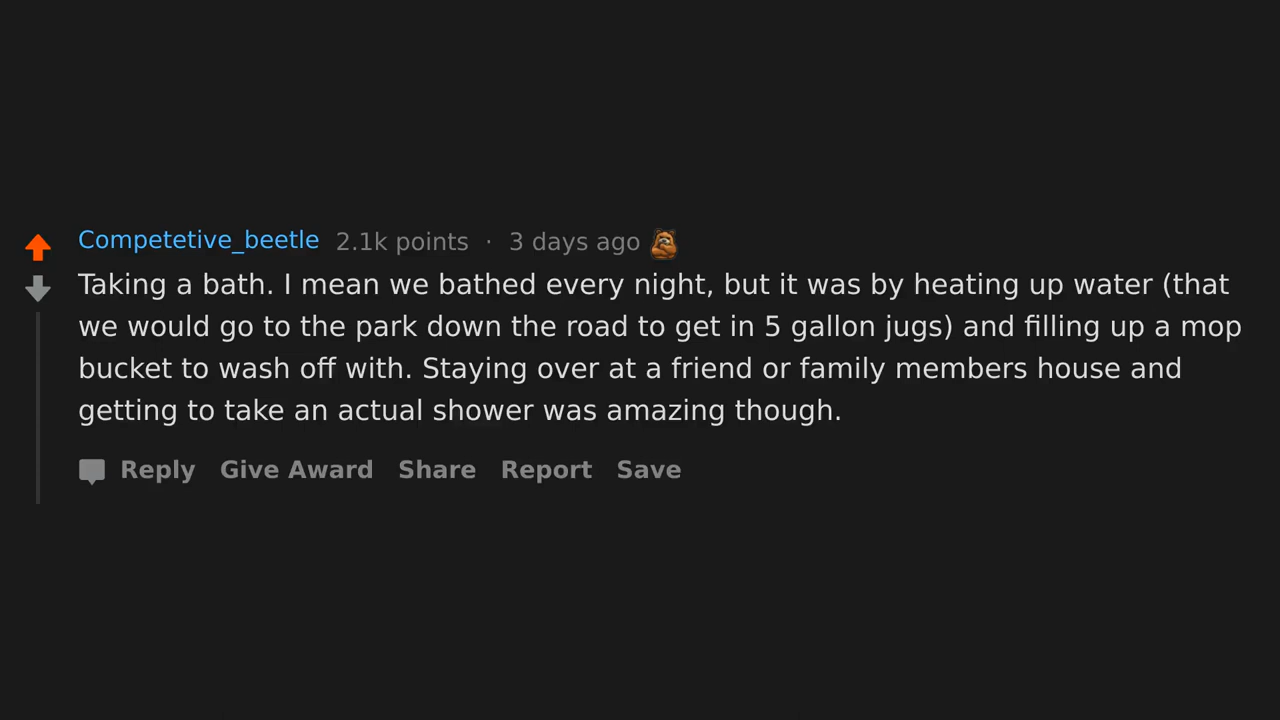 Competetive_beetle 2.1k points · 3 days ago
Taking a bath. I mean we bathed every night, but it was by heating up water (that
we would go to the park down the road to get in 5 gallon jugs) and filling up a mop
bucket to wash off with. Staying over at a friend or family members house and
getting to take an actual shower was amazing though.
Reply Give Award Share Report Save